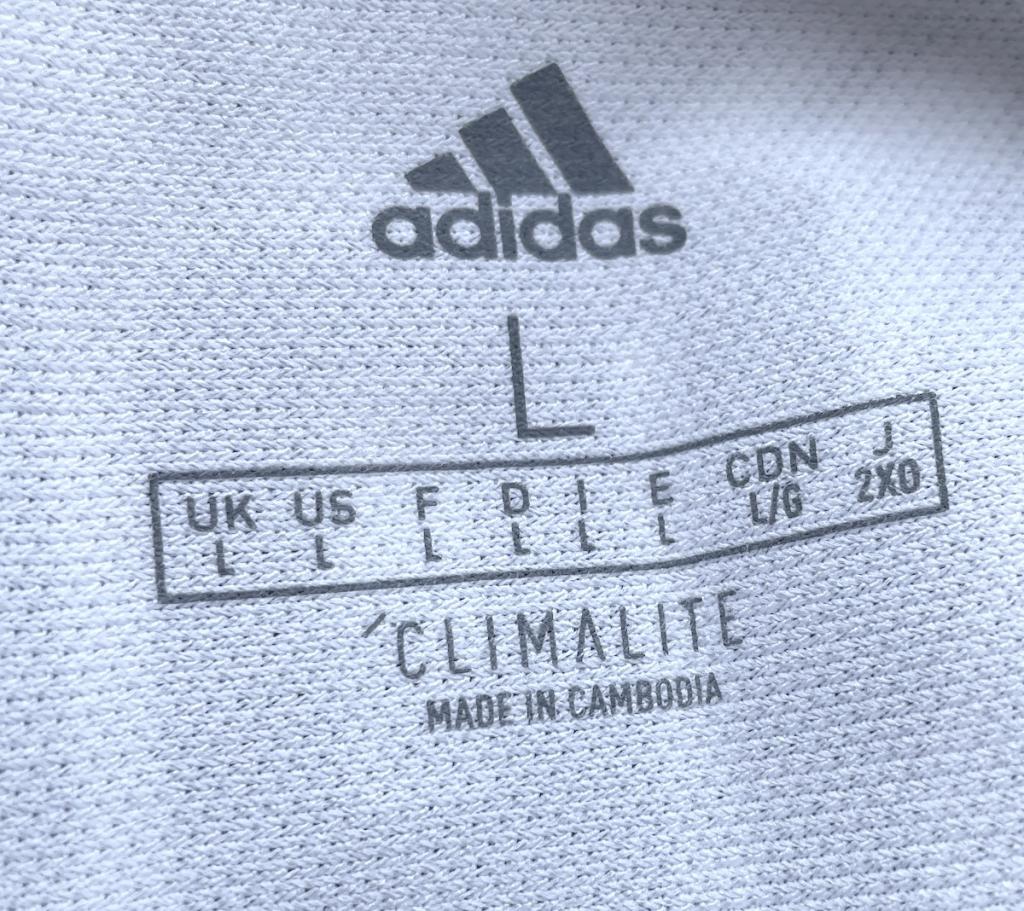 adidas
L
UK US F D I E CDN J
L L L L L L L/G 2XO
CLIMALITE
MADE IN CAMBODIA